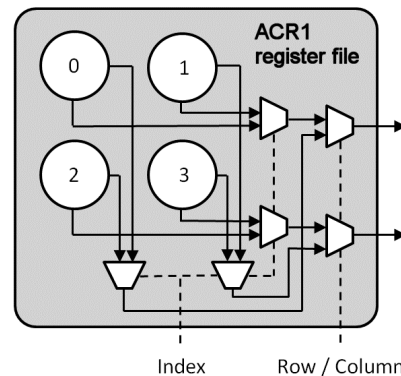 ACR1
register file
0
1
2
3
Index
Row / Column